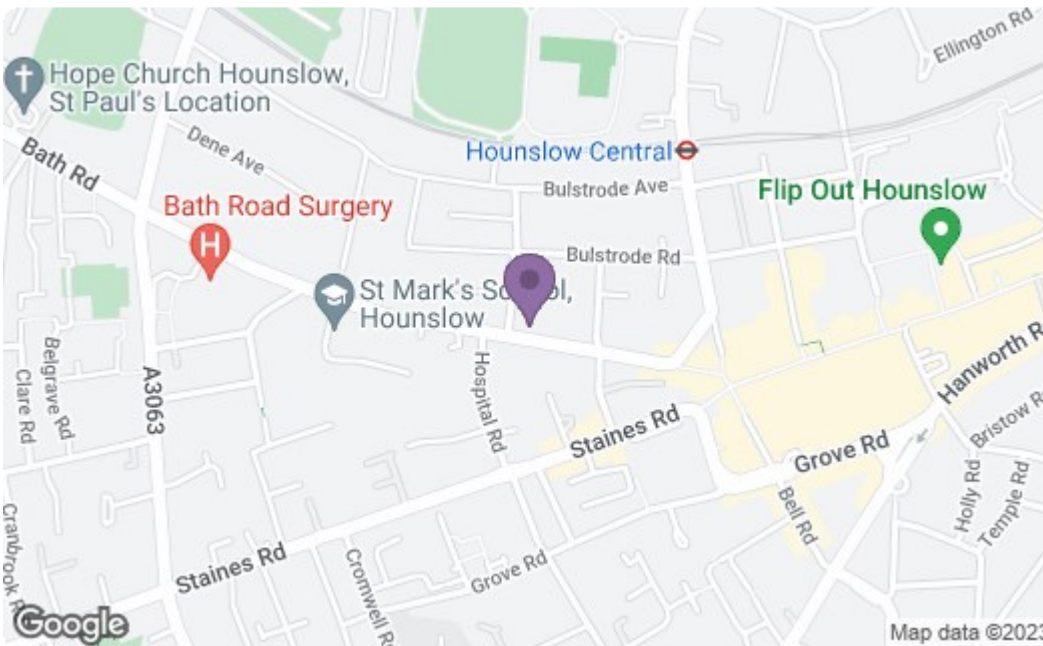 Ellington Rd
Hope Church Hounslow,
St Paul's Location
Dene Ave
Hounslow Central
Bath Rd
Bulstrode Ave
Flip Out Hounslow
Bath Road Surgery
H
Bulstrode Rd
St Mark's School,
Hounslow
Belgrave Rd
Clare Rd
A3063
Hospital Rd
Hanworth R
Staines Rd
Bristow R
Grove Rd
Holly Rd
Temple Rd
Bell Rd
Cranbrook R
Staines Rd
Cromwell R
Grove Rd
Google
Map data ©2023